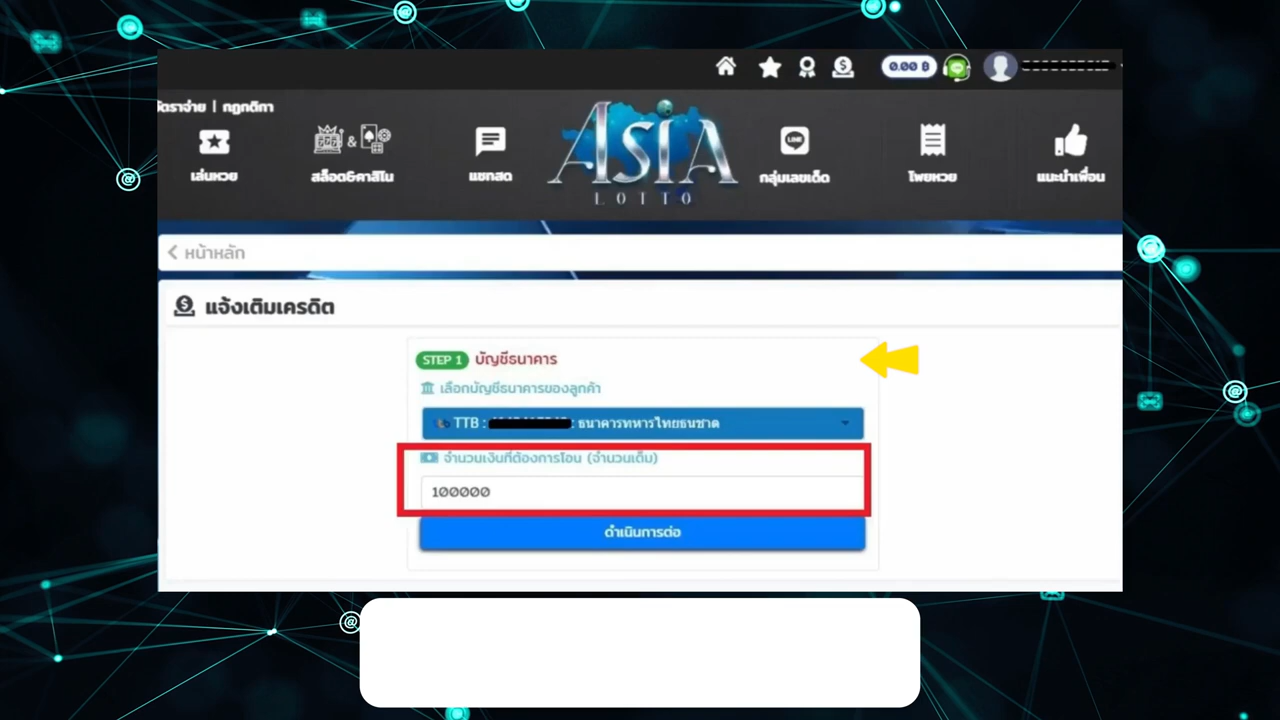 0.00 ฿
อัตราจ่าย | กฎกติกา
&
ASIA
LOTTO
LINE
เล่นหวย
สล็อต&คาสิโน
แชทสด
กลุ่มเลขเด็ด
โพยหวย
แนะนำเพื่อน
หน้าหลัก
แจ้งเติมเครดิต
STEP 1 บัญชีธนาคาร
เลือกบัญชีธนาคารของลูกค้า
TTB : : ธนาคารทหารไทยธนชาต
จำนวนเงินที่ต้องการโอน (จำนวนเต็ม)
100000
ดำเนินการต่อ